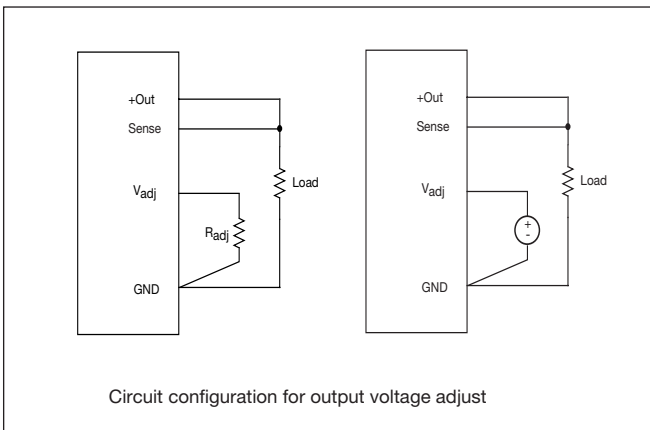 +Out
Sense
Vadj
Radj
Load
GND
+Out
Sense
Vadj
+
-
Load
GND
Circuit configuration for output voltage adjust